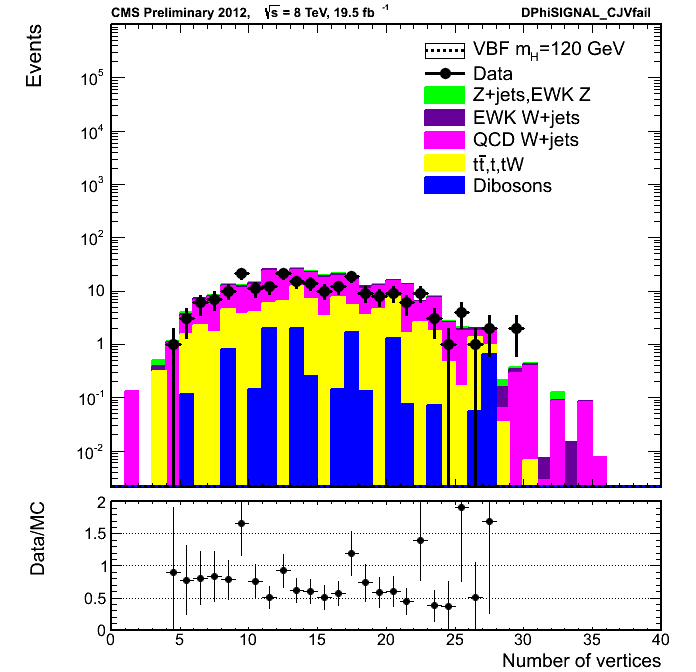 CMS Preliminary 2012, √s = 8 TeV, 19.5 fb⁻¹ DPhiSIGNAL_CJVfail
Events
VBF m_H=120 GeV
Data
Z+jets,EWK Z
EWK W+jets
QCD W+jets
tt̄,t,tW
Dibosons
10⁵
10⁴
10³
10²
10
1
10⁻¹
10⁻²
Data/MC
2
1.5
1
0.5
0
0 5 10 15 20 25 30 35 40
Number of vertices